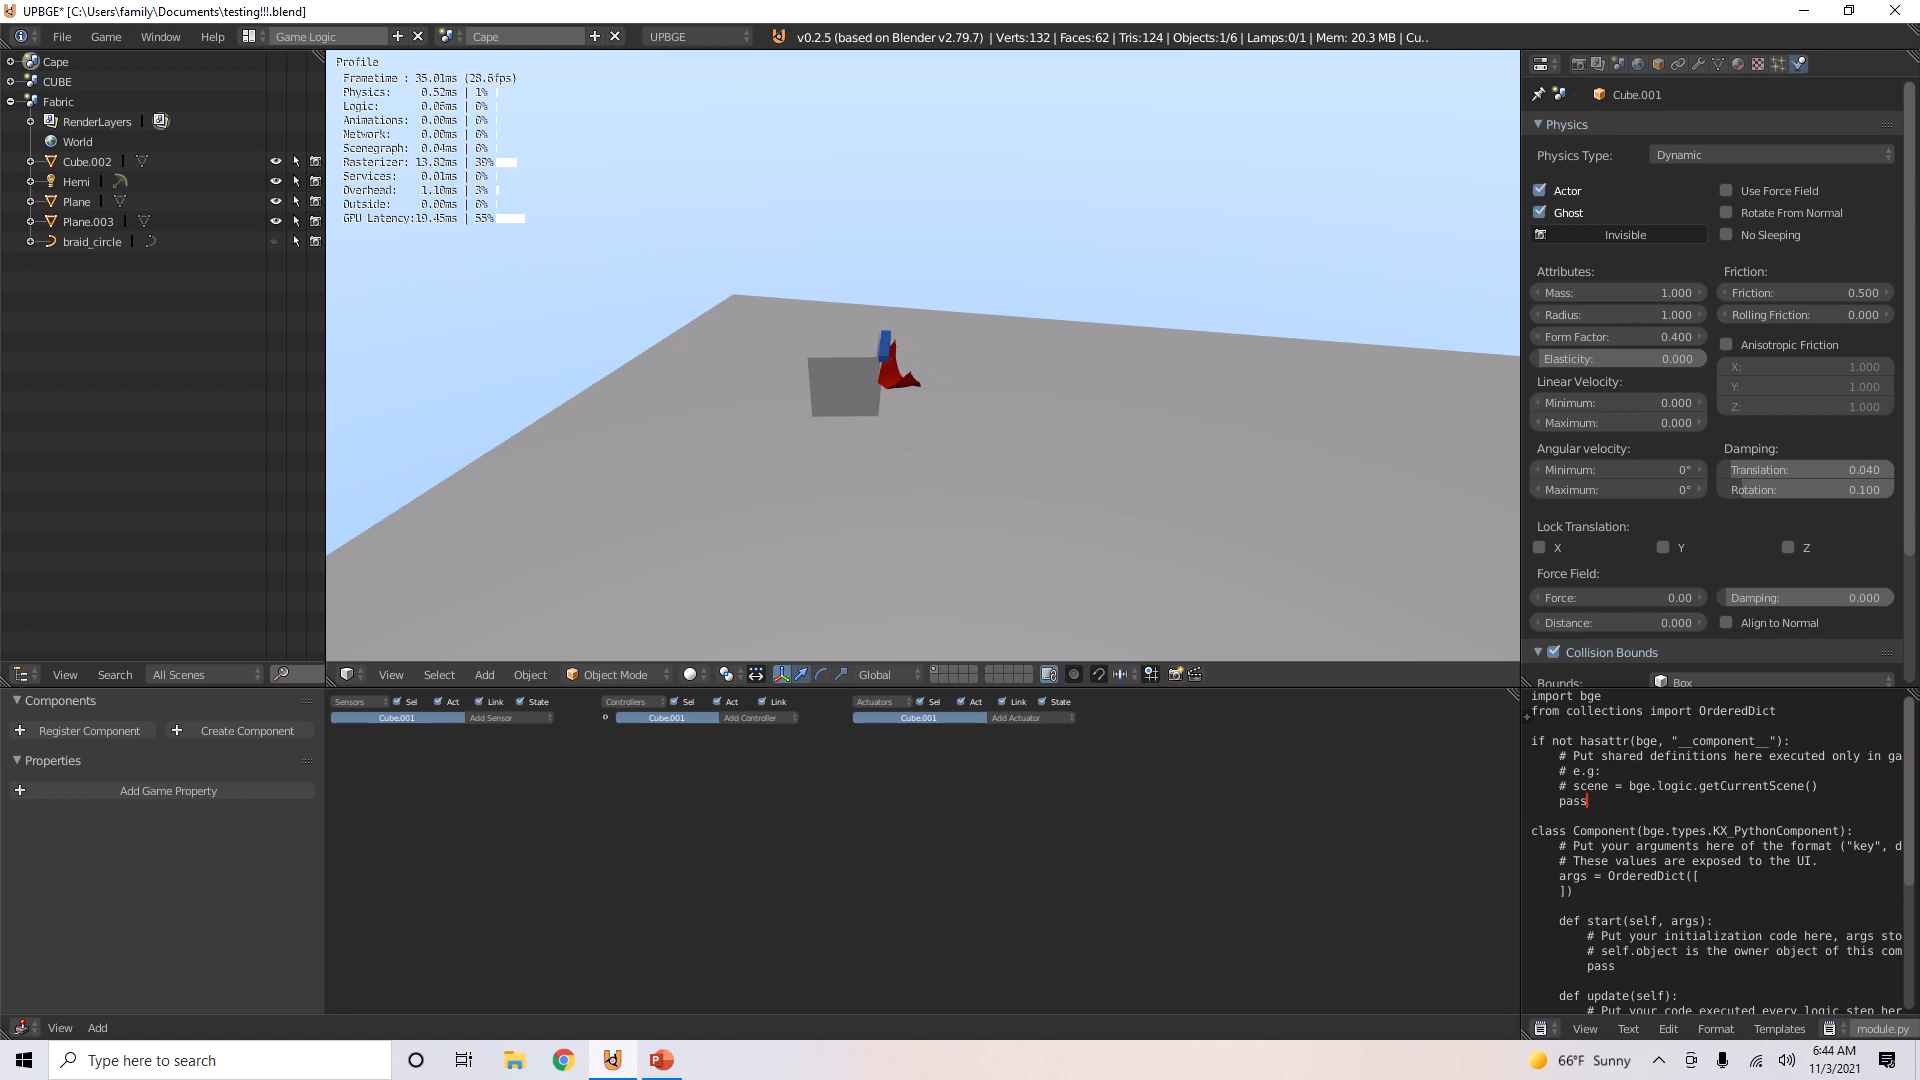 UPBGE* [C:\Users\family\Documents\testing!!!.blend]
File Game Window Help Game Logic Cape UPBGE v0.2.5 (based on Blender v2.79.7) | Verts:132 | Faces:62 | Tris:124 | Objects:1/6 | Lamps:0/1 | Mem: 20.3 MB | Cu..
Cape
CUBE
Fabric
RenderLayers |
World
Cube.002 |
Hemi |
Plane |
Plane.003 |
braid_circle |
View Search All Scenes
Profile
Frametime : 35.01ms (28.6fps)
Physics: 0.52ms | 1%
Logic: 0.06ms | 0%
Animations: 0.00ms | 0%
Network: 0.00ms | 0%
Scenegraph: 0.04ms | 0%
Rasterizer: 13.82ms | 39%
Services: 0.01ms | 0%
Overhead: 1.10ms | 3%
Outside: 0.00ms | 0%
GPU Latency:19.45ms | 55%
View Select Add Object Object Mode Global
Cube.001
Physics
Physics Type: Dynamic
Actor Use Force Field
Ghost Rotate From Normal
Invisible No Sleeping
Attributes: Friction:
Mass: 1.000 Friction: 0.500
Radius: 1.000 Rolling Friction: 0.000
Form Factor: 0.400 Anisotropic Friction
Elasticity: 0.000 X: 1.000
Linear Velocity: Y: 1.000
Minimum: 0.000 Z: 1.000
Maximum: 0.000
Angular velocity: Damping:
Minimum: 0° Translation: 0.040
Maximum: 0° Rotation: 0.100
Lock Translation:
X Y Z
Force Field:
Force: 0.00 Damping: 0.000
Distance: 0.000 Align to Normal
Collision Bounds
Bounds: Box
Components
Register Component Create Component
Properties
Add Game Property
Sensors Sel Act Link State Controllers Sel Act Link Actuators Sel Act Link State
Cube.001 Add Sensor Cube.001 Add Controller Cube.001 Add Actuator
View Add
import bge
from collections import OrderedDict
if not hasattr(bge, "__component__"):
# Put shared definitions here executed only in ga
# e.g:
# scene = bge.logic.getCurrentScene()
pass
class Component(bge.types.KX_PythonComponent):
# Put your arguments here of the format ("key", d
# These values are exposed to the UI.
args = OrderedDict([
])
def start(self, args):
# Put your initialization code here, args sto
# self.object is the owner object of this com
pass
def update(self):
# Put your code executed every logic step her
View Text Edit Format Templates module.py
Type here to search 66°F Sunny 6:44 AM
11/3/2021